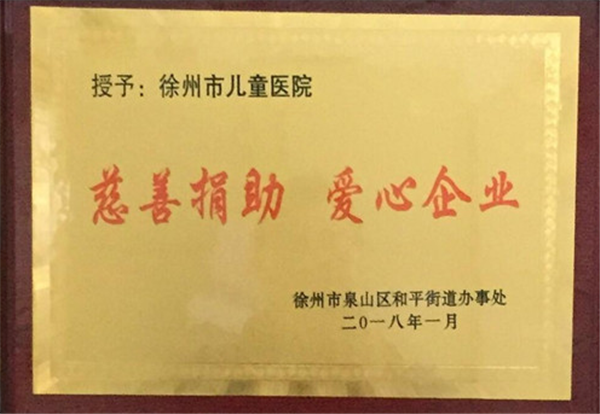 授予：徐州市儿童医院
慈善捐助 爱心企业
徐州市泉山区和平街道办事处
二〇一八年一月